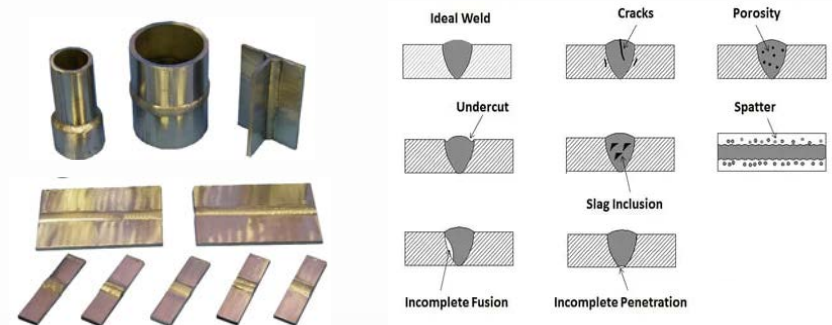 Ideal Weld
Cracks
Porosity
Undercut
Spatter
Slag Inclusion
Incomplete Fusion
Incomplete Penetration